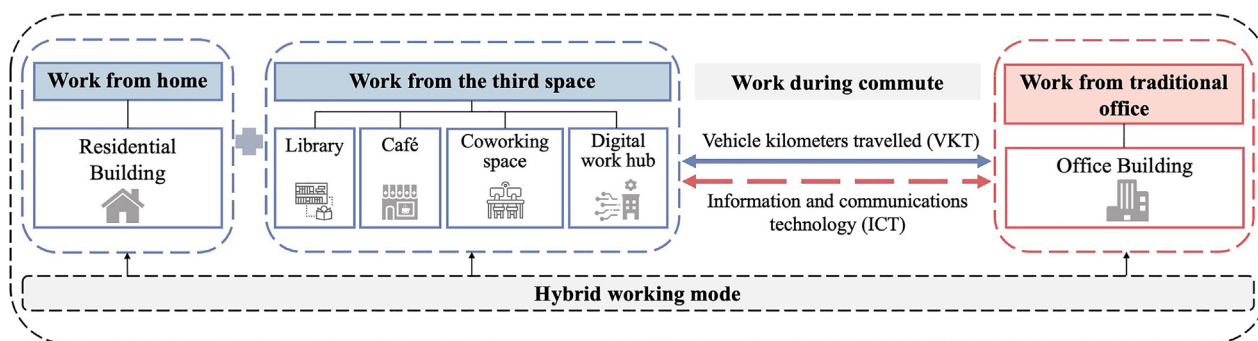 Work from home
Residential
Building
Work from the third space
Library
Café
Coworking
space
Digital
work hub
Work during commute
Vehicle kilometers travelled (VKT)
Information and communications
technology (ICT)
Work from traditional
office
Office Building
Hybrid working mode